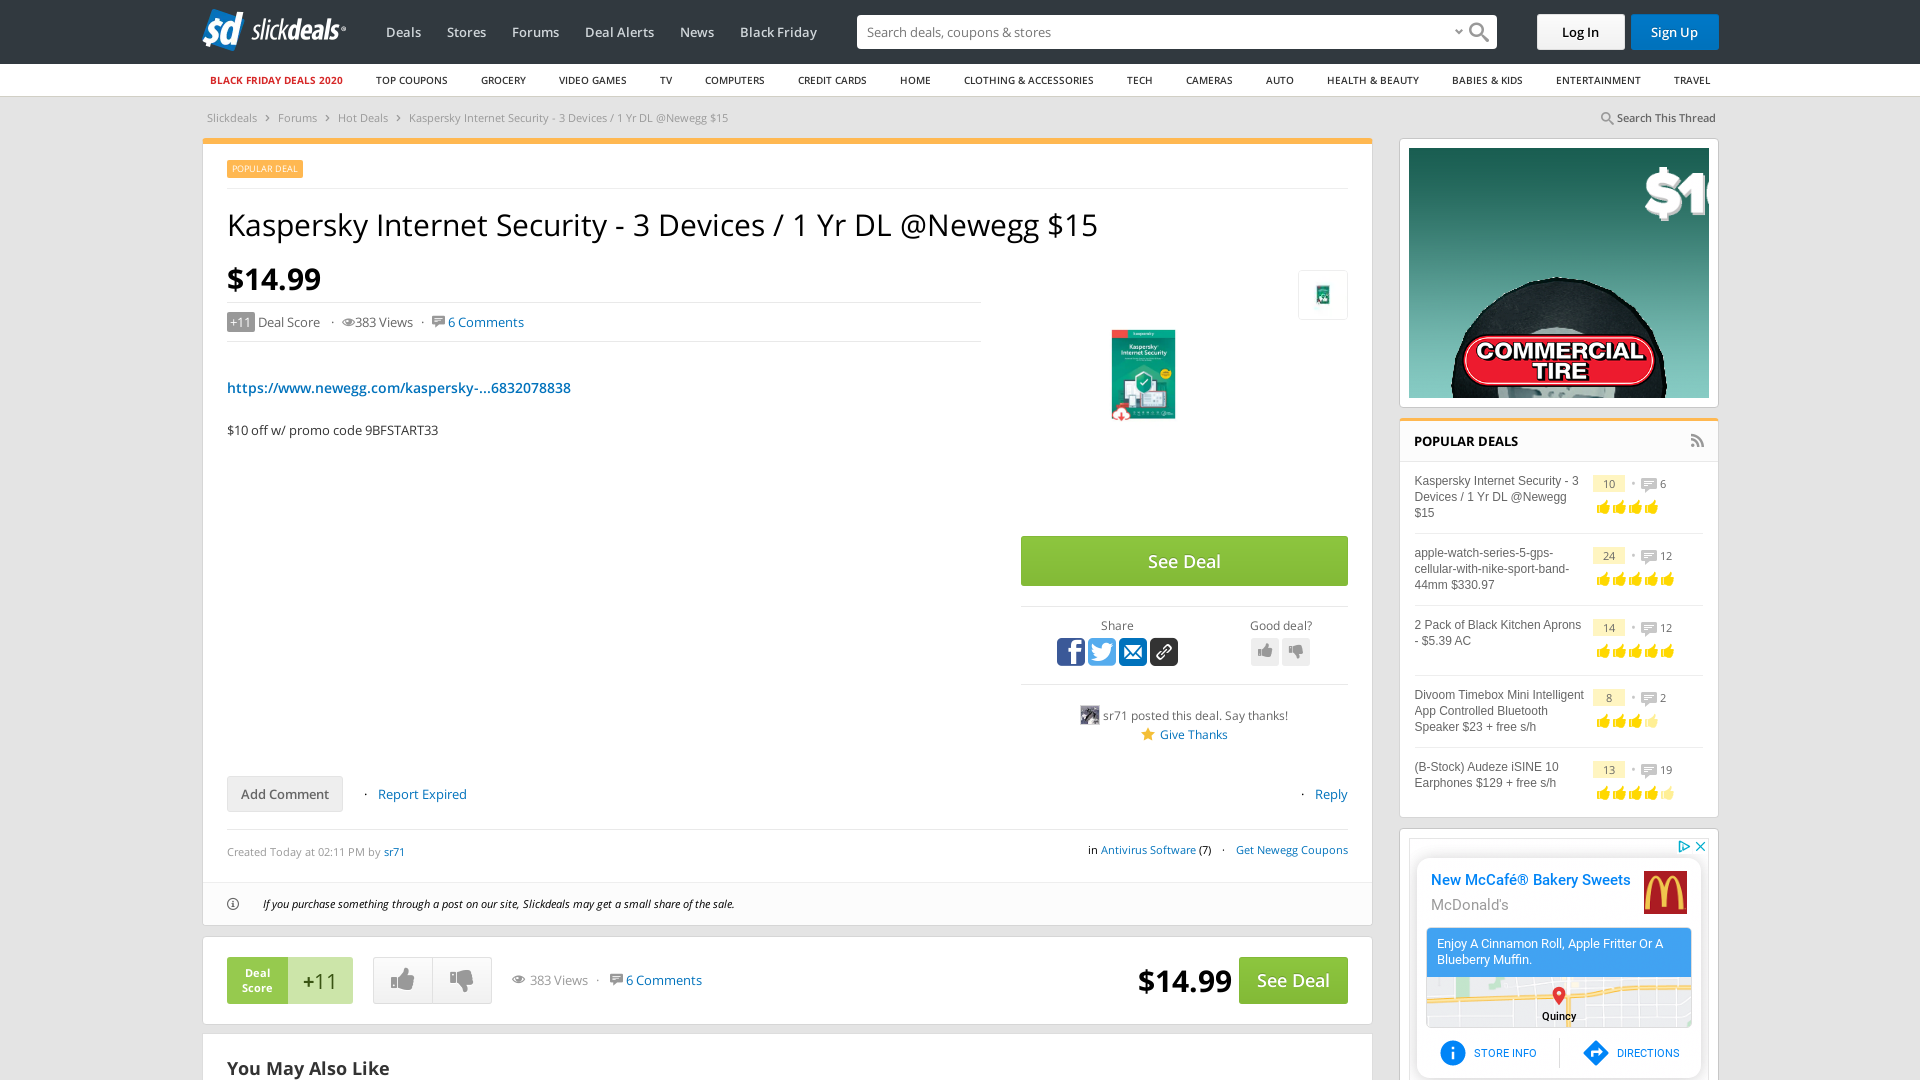 slickdeals
Deals
Stores
Forums
Deal Alerts
News
Black Friday
Search deals, coupons & stores
Log In
Sign Up
BLACK FRIDAY DEALS 2020
TOP COUPONS
GROCERY
VIDEO GAMES
TV
COMPUTERS
CREDIT CARDS
HOME
CLOTHING & ACCESSORIES
TECH
CAMERAS
AUTO
HEALTH & BEAUTY
BABIES & KIDS
ENTERTAINMENT
TRAVEL
Slickdeals › Forums › Hot Deals › Kaspersky Internet Security - 3 Devices / 1 Yr DL @Newegg $15
Search This Thread
POPULAR DEAL
Kaspersky Internet Security - 3 Devices / 1 Yr DL @Newegg $15
$14.99
+11 Deal Score · 383 Views · 6 Comments
https://www.newegg.com/kaspersky-...6832078838
$10 off w/ promo code 9BFSTART33
Kaspersky
Internet Security
See Deal
Share
Good deal?
sr71 posted this deal. Say thanks!
Give Thanks
Add Comment
· Report Expired
· Reply
Created Today at 02:11 PM by sr71
in Antivirus Software (7) · Get Newegg Coupons
If you purchase something through a post on our site, Slickdeals may get a small share of the sale.
Deal
Score
+11
383 Views · 6 Comments
$14.99
See Deal
You May Also Like
$1
COMMERCIAL
TIRE
POPULAR DEALS
Kaspersky Internet Security - 3
Devices / 1 Yr DL @Newegg
$15
10 • 6
apple-watch-series-5-gps-
cellular-with-nike-sport-band-
44mm $330.97
24 • 12
2 Pack of Black Kitchen Aprons
- $5.39 AC
14 • 12
Divoom Timebox Mini Intelligent
App Controlled Bluetooth
Speaker $23 + free s/h
8 • 2
(B-Stock) Audeze iSINE 10
Earphones $129 + free s/h
13 • 19
New McCafé® Bakery Sweets
McDonald's
Enjoy A Cinnamon Roll, Apple Fritter Or A
Blueberry Muffin.
Quincy
STORE INFO
DIRECTIONS